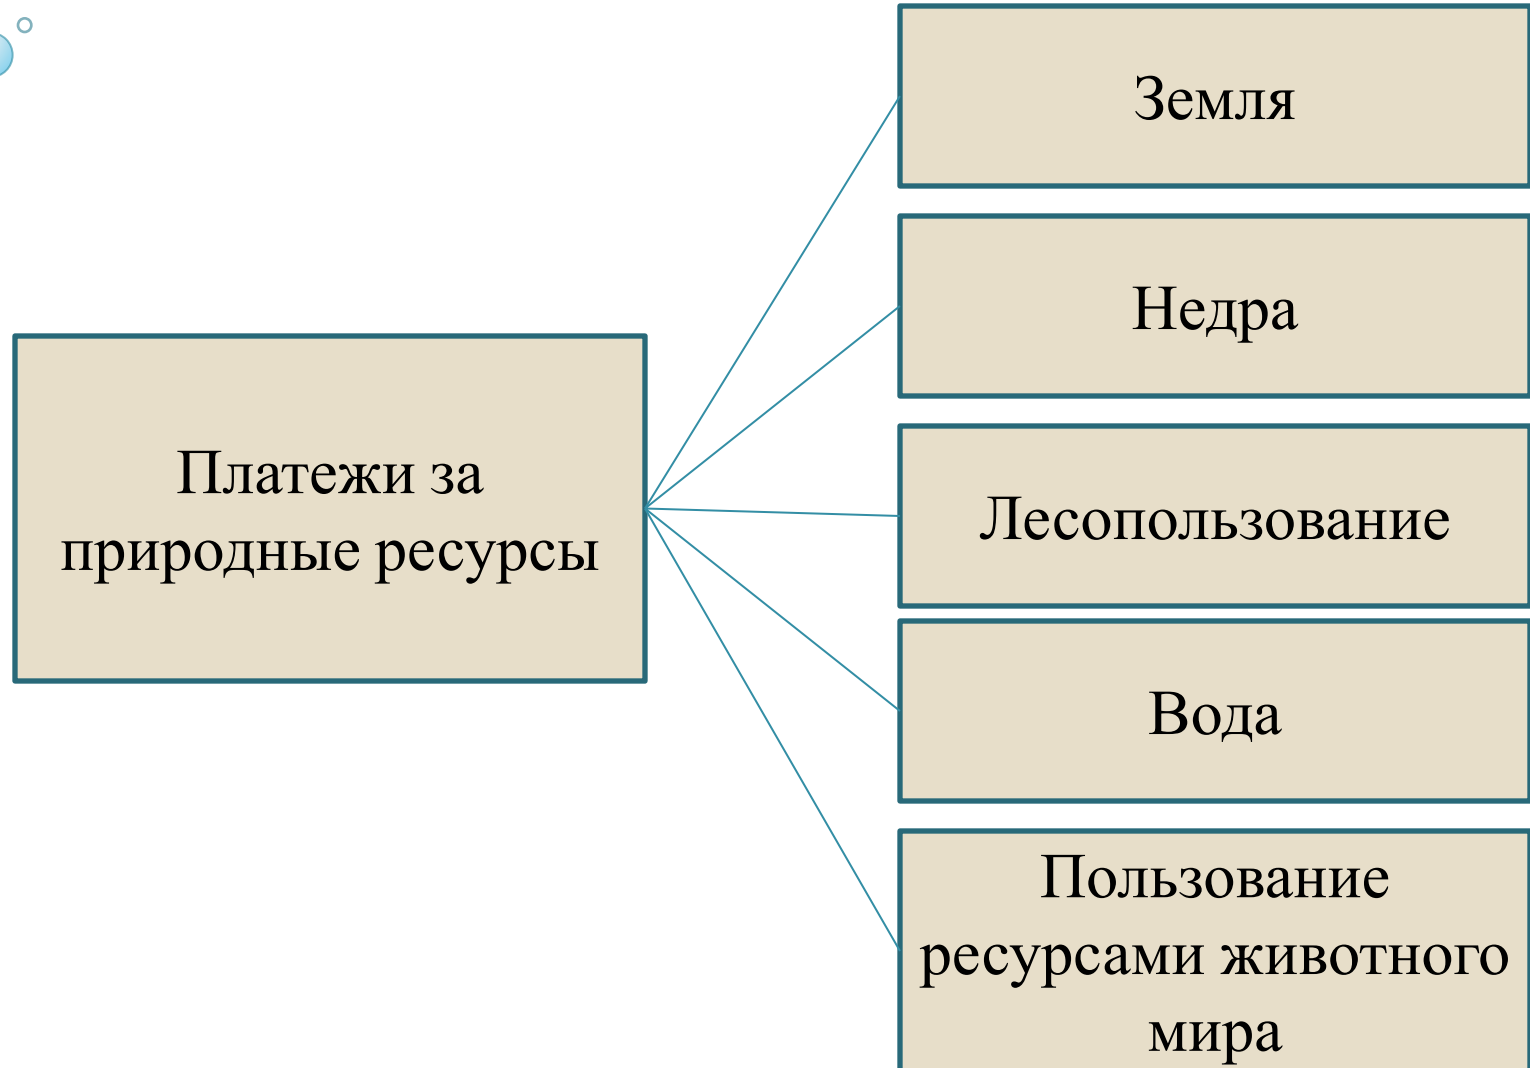 Платежи за
природные ресурсы
Земля
Недра
Лесопользование
Вода
Пользование
ресурсами животного
мира